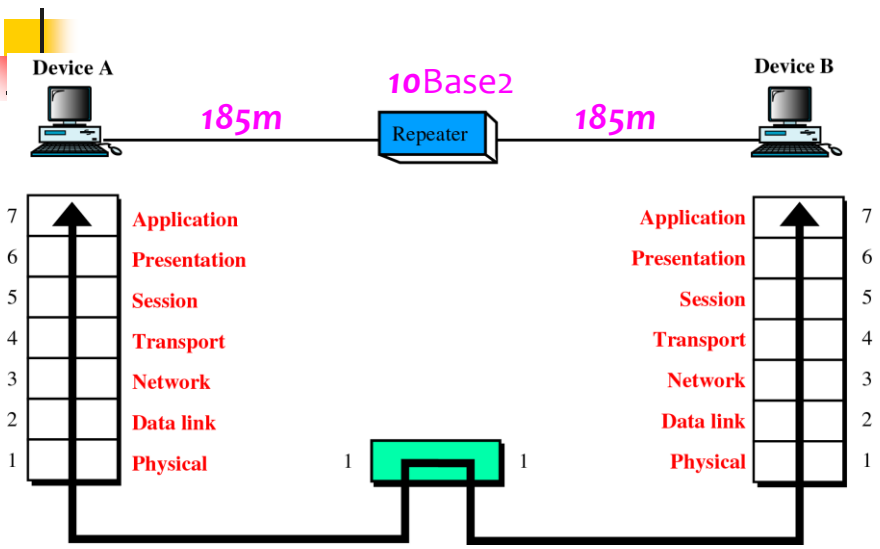 Device A
10Base2
Device B
185m
Repeater
185m
7 Application Application 7
6 Presentation Presentation 6
5 Session Session 5
4 Transport Transport 4
3 Network Network 3
2 Data link Data link 2
1 Physical 1 1 Physical 1